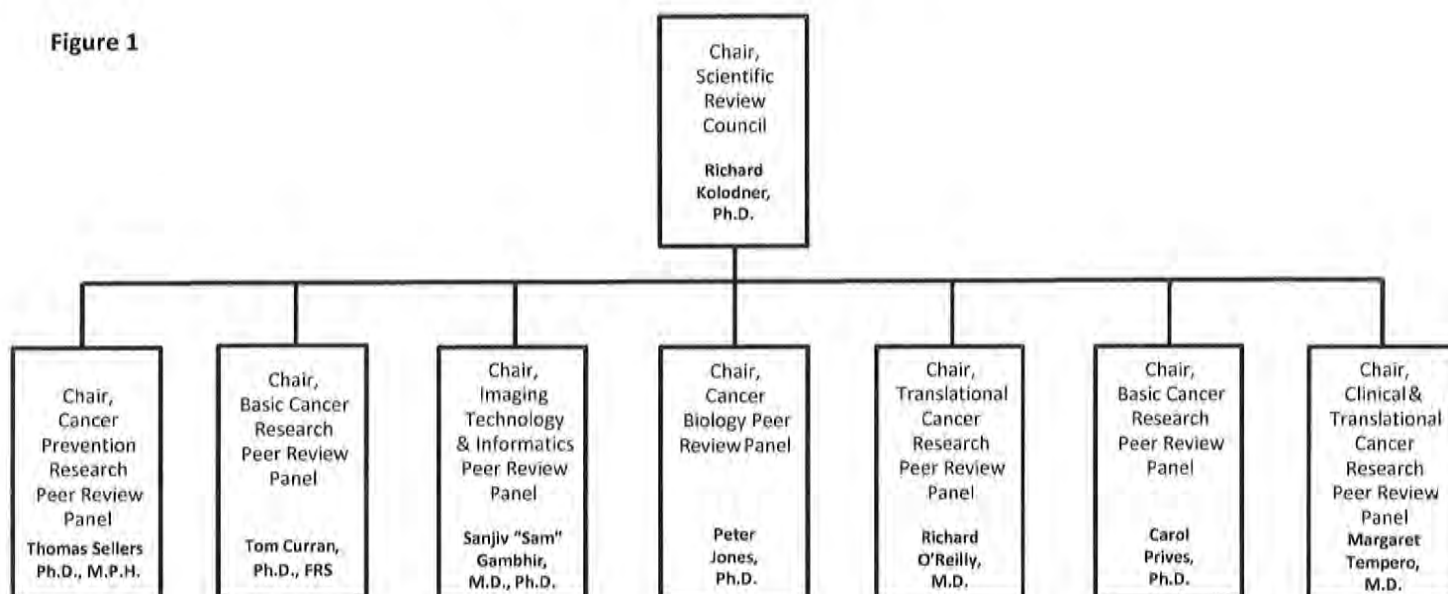 Figure 1
Chair,
Scientific
Review
Council
Richard
Kolodner,
Ph.D.
Chair,
Cancer
Prevention
Research
Peer Review
Panel
Thomas Sellers
Ph.D., M.P.H.
Chair,
Basic Cancer
Research
Peer Review
Panel
Tom Curran,
Ph.D., FRS
Chair,
Imaging
Technology
& Informatics
Peer Review
Panel
Sanjiv "Sam"
Gambhir,
M.D., Ph.D.
Chair,
Cancer
Biology Peer
Review Panel
Peter
Jones,
Ph.D.
Chair,
Translational
Cancer
Research
Peer Review
Panel
Richard
O'Reilly,
M.D.
Chair,
Basic Cancer
Research
Peer Review
Panel
Carol
Prives,
Ph.D.
Chair,
Clinical &
Translational
Cancer
Research
Peer Review
Panel
Margaret
Tempero,
M.D.